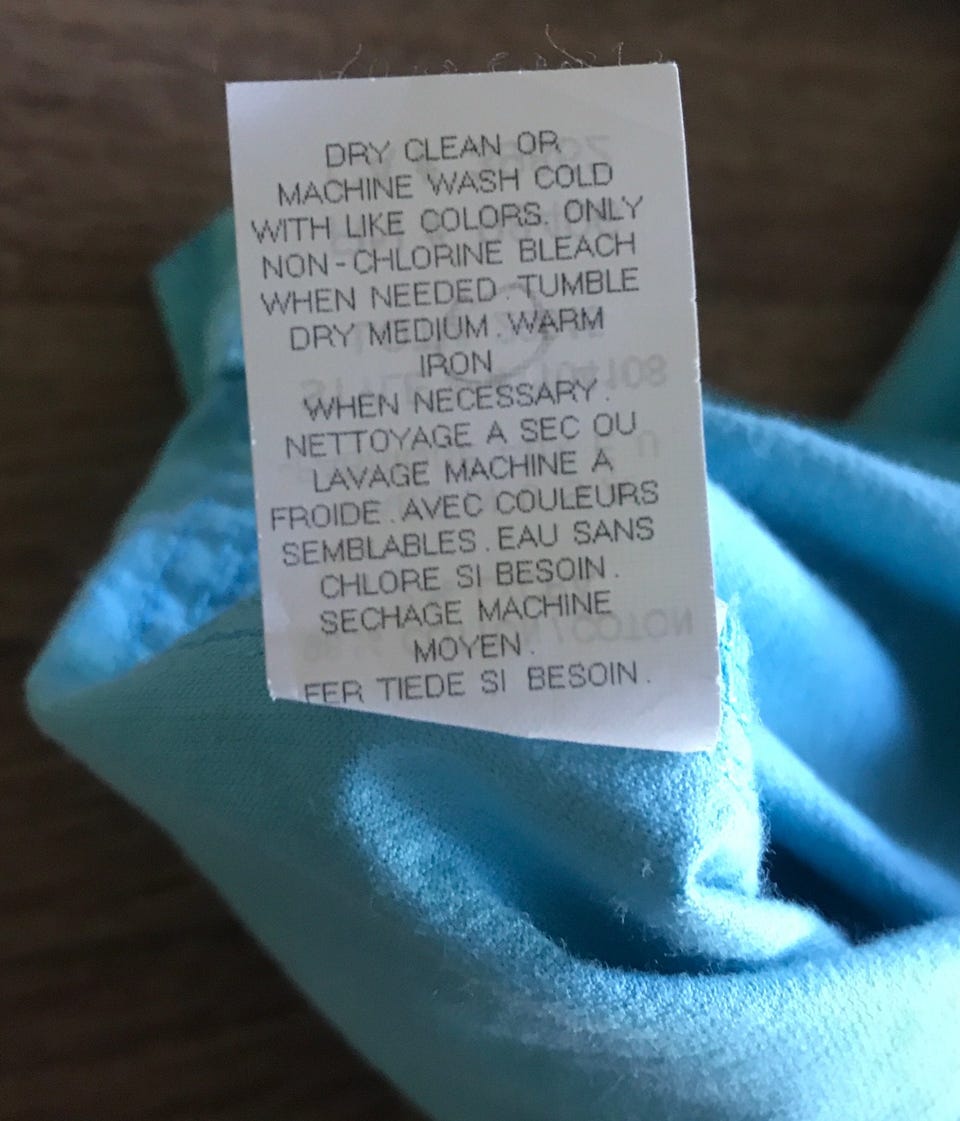 DRY CLEAN OR
MACHINE WASH COLD
WITH LIKE COLORS. ONLY
NON-CHLORINE BLEACH
WHEN NEEDED. TUMBLE
DRY MEDIUM. WARM
IRON
WHEN NECESSARY.
NETTOYAGE A SEC OU
LAVAGE MACHINE A
FROIDE. AVEC COULEURS
SEMBLABLES. EAU SANS
CHLORE SI BESOIN.
SECHAGE MACHINE
MOYEN.
FER TIEDE SI BESOIN.